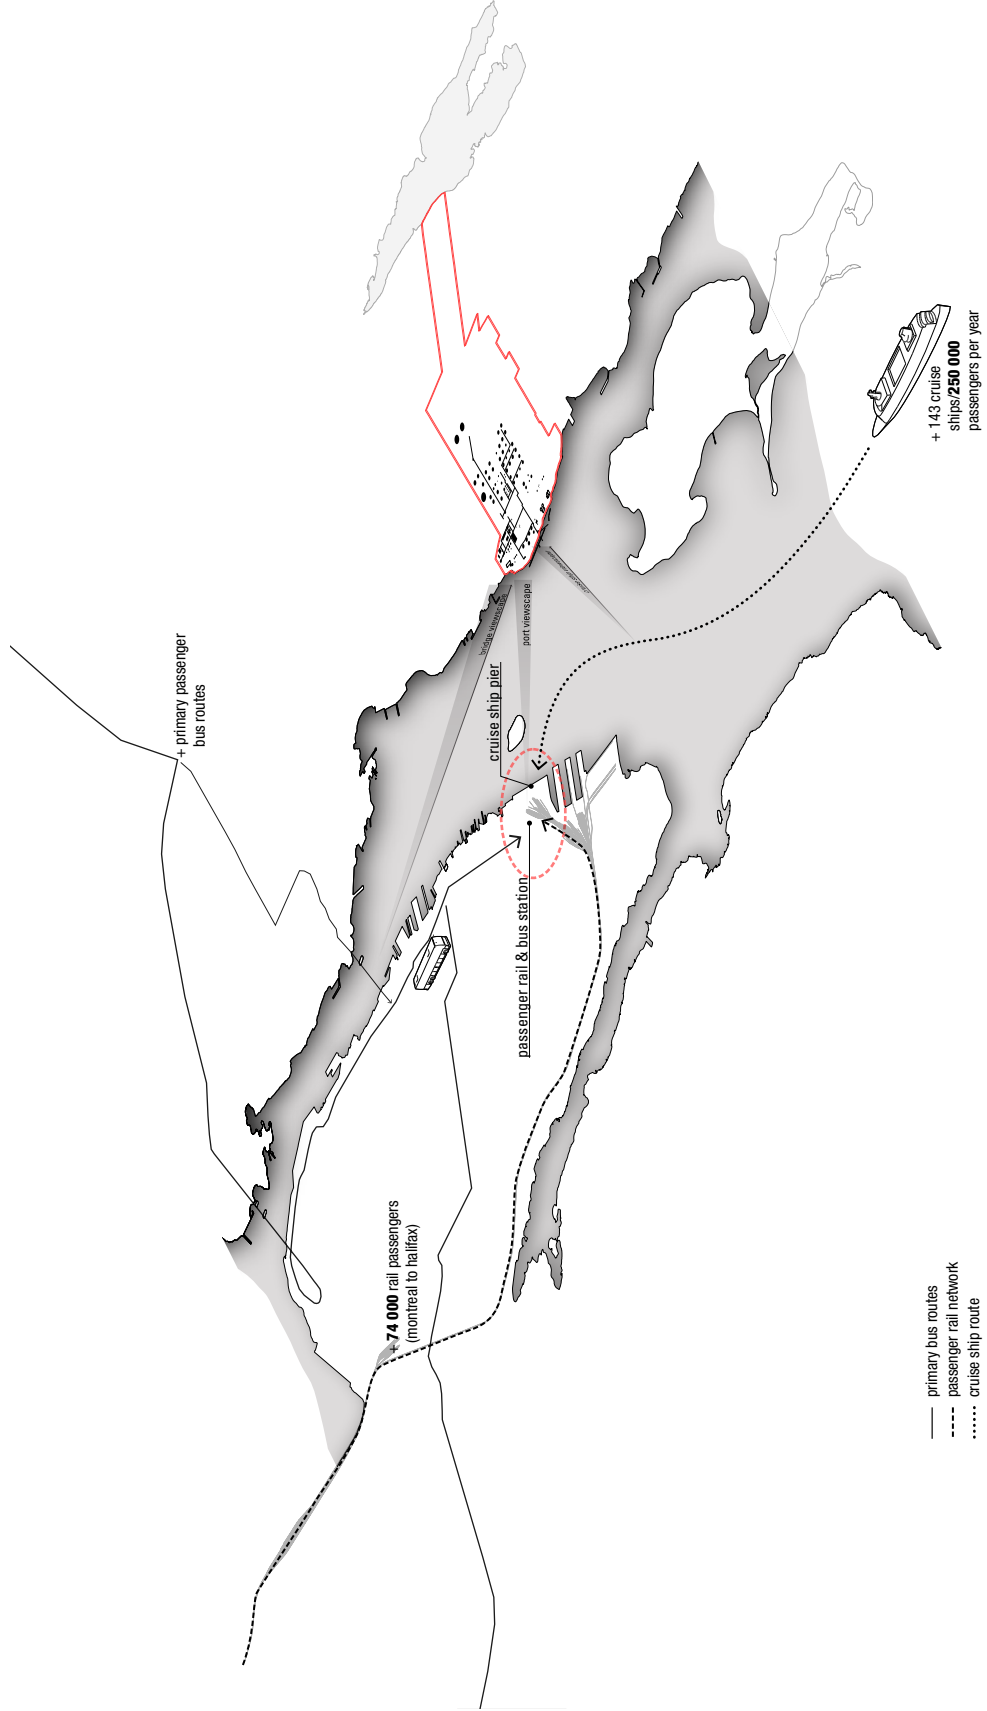 + primary passenger
bus routes
bridge viewscape
port viewscape
cruise ship pier
passenger rail & bus station
+ 143 cruise
ships/250 000
passengers per year
+ 74 000 rail passengers
(montreal to halifax)
primary bus routes
passenger rail network
cruise ship route